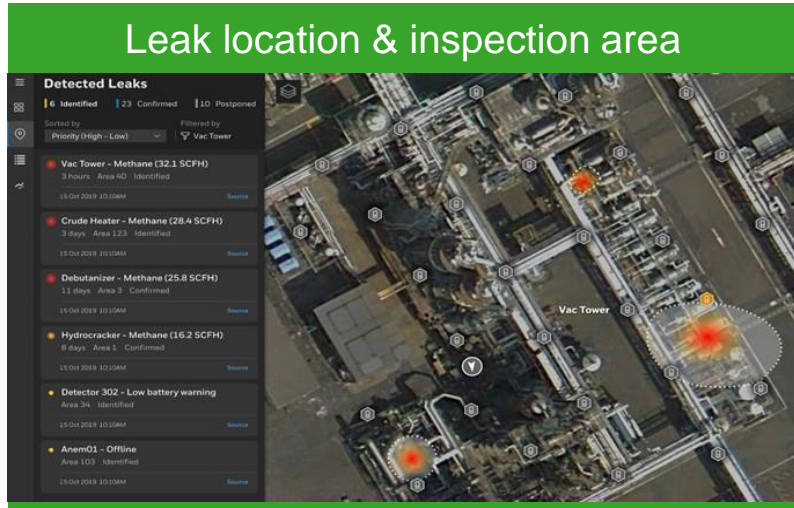 Leak location & inspection area
Detected Leaks
6 Identified 23 Confirmed 10 Postponed
Sorted by Filtered by
Priority (High - Low) Vac Tower
Vac Tower - Methane (32.1 SCFH)
3 hours Area 40 Identified
15 Oct 2019 10:10AM Source
Crude Heater - Methane (28.4 SCFH)
3 days Area 123 Identified
15 Oct 2019 10:10AM Source
Debutanizer - Methane (25.8 SCFH)
11 days Area 3 Confirmed
15 Oct 2019 10:10AM Source
Hydrocracker - Methane (16.2 SCFH)
8 days Area 1 Confirmed
15 Oct 2019 10:10AM Source
Detector 302 - Low battery warning
Area 34 Identified
15 Oct 2019 10:10AM Source
Anem01 - Offline
Area 103 Identified
15 Oct 2019 10:10AM Source
Vac Tower